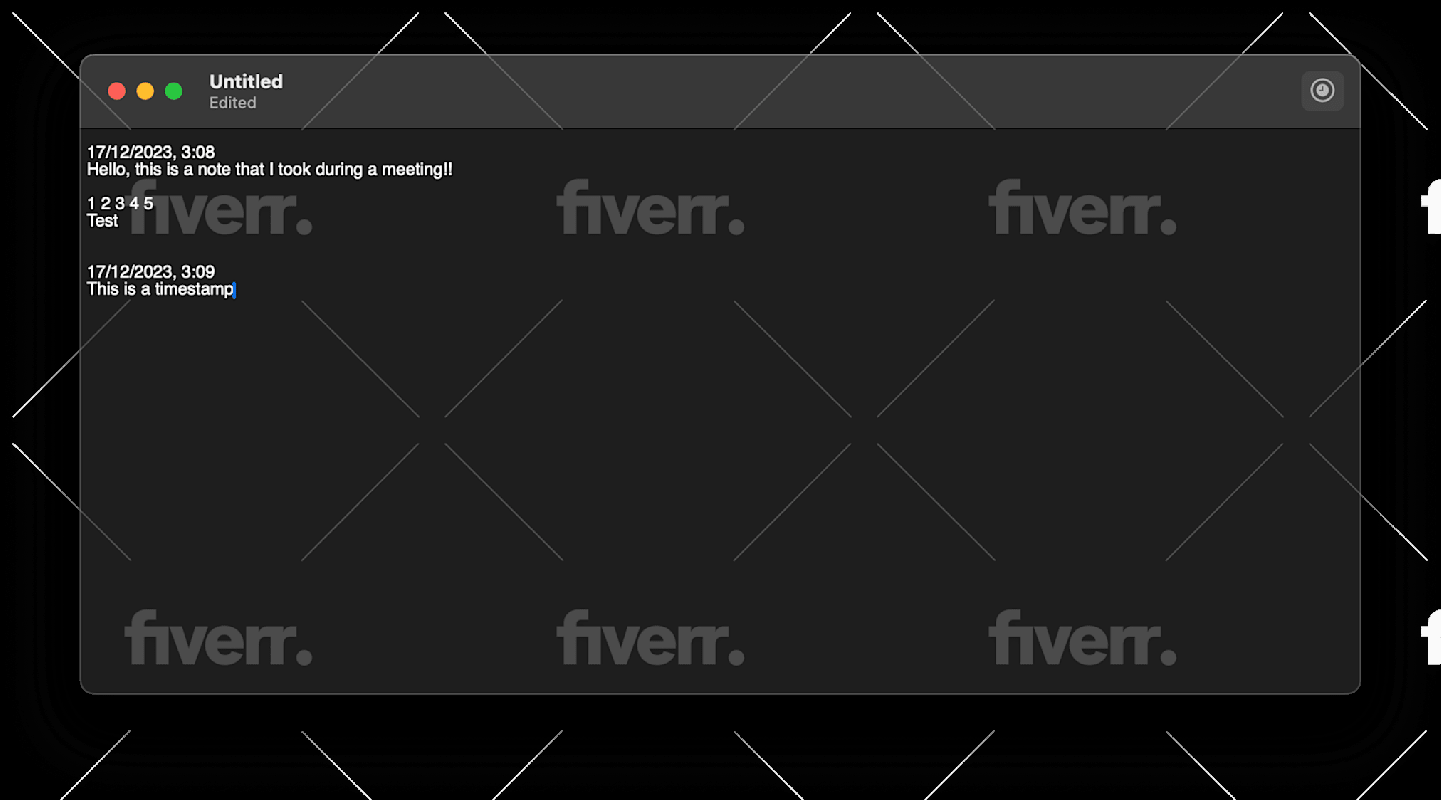 Untitled
Edited
17/12/2023, 3:08
Hello, this is a note that I took during a meeting!!
1 2 3 4 5
Test
17/12/2023, 3:09
This is a timestamp
fiverr.
fiverr.
fiverr.
fiverr.
fiverr.
fiverr.